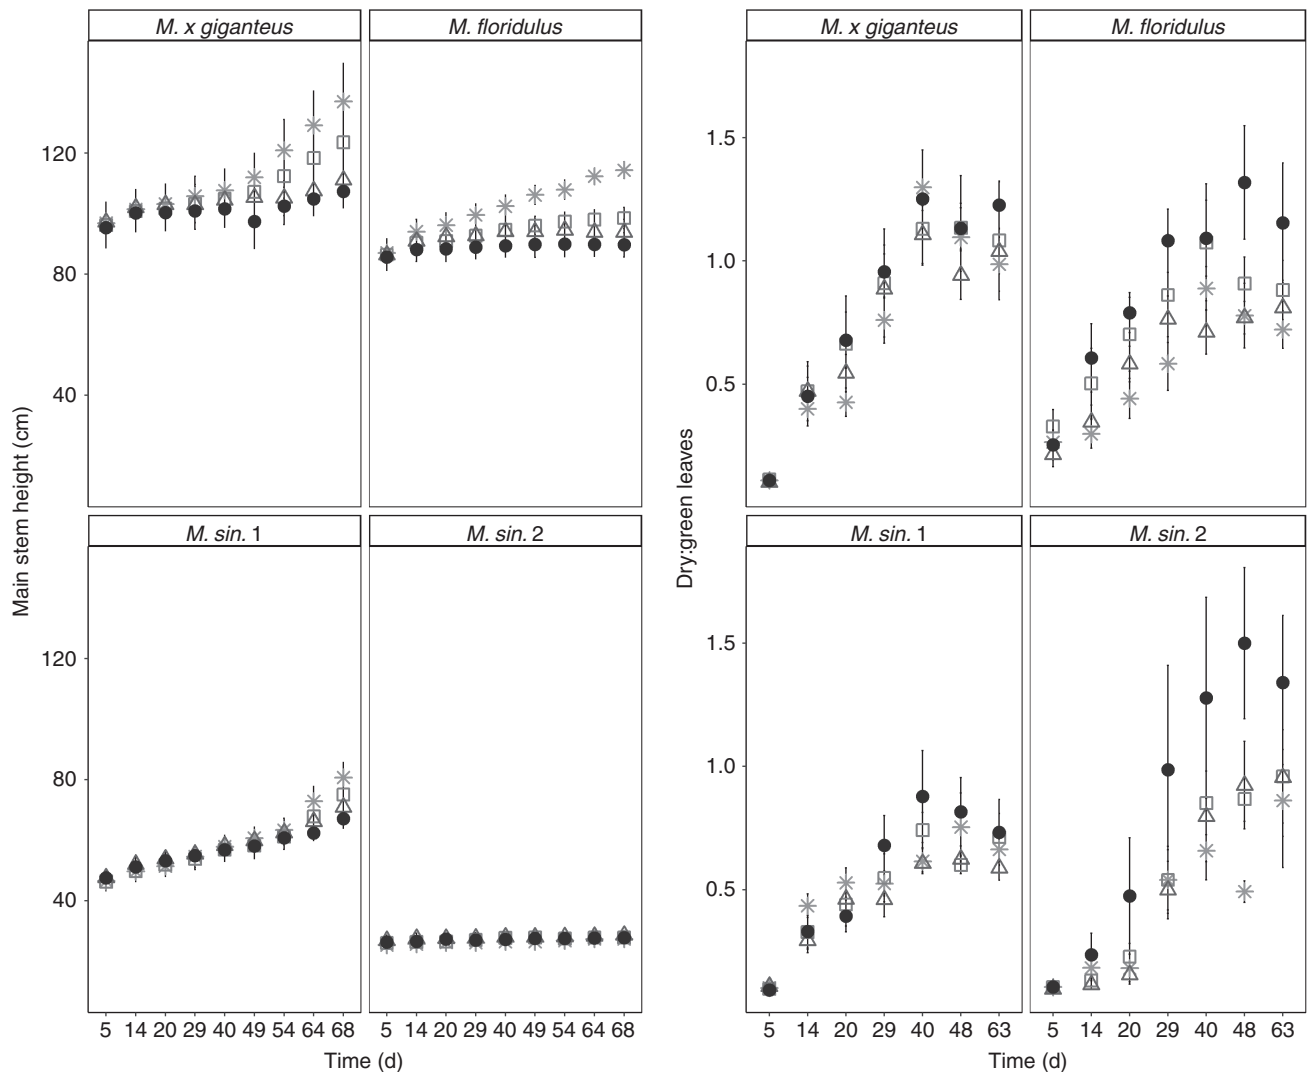 M. x giganteus
M. floridulus
120
80
40
M. sin. 1
M. sin. 2
120
80
40
Main stem height (cm)
5 14 20 29 40 49 54 64 68
5 14 20 29 40 49 54 64 68
Time (d)
M. x giganteus
M. floridulus
1.5
1.0
0.5
M. sin. 1
M. sin. 2
1.5
1.0
0.5
Dry:green leaves
5 14 20 29 40 48 63
5 14 20 29 40 48 63
Time (d)